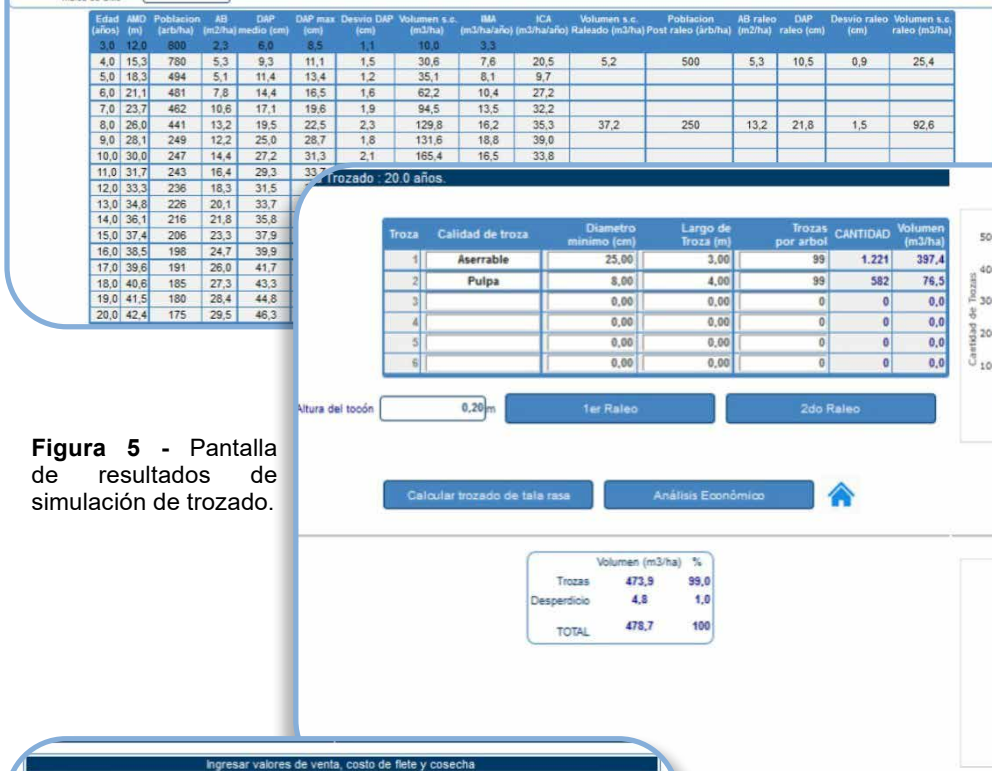 Edad AMD Poblacion AB DAP DAP max Desvio DAP Volumen s.c. IMA ICA Volumen s.c. Poblacion AB raleo DAP Desvio raleo Volumen s.c.
(años) (m) (arb/ha) (m2/ha) medio (cm) (cm) (cm) (m3/ha) (m3/ha/año) (m3/ha/año) Raleado (m3/ha) Post raleo (árb/ha) (m2/ha) raleo (cm) (cm) raleo (m3/ha)
3,0 12,0 800 2,3 6,0 8,5 1,1 10,0 3,3
4,0 15,3 780 5,3 9,3 11,1 1,5 30,6 7,6 20,5 5,2 500 5,3 10,5 0,9 25,4
5,0 18,3 494 5,1 11,4 13,4 1,2 35,1 8,1 9,7
6,0 21,1 481 7,8 14,4 16,5 1,6 62,2 10,4 27,2
7,0 23,7 462 10,6 17,1 19,6 1,9 94,5 13,5 32,2
8,0 26,0 441 13,2 19,5 22,5 2,3 129,8 16,2 35,3 37,2 250 13,2 21,8 1,5 92,6
9,0 28,1 249 12,2 25,0 28,7 1,8 131,6 18,8 39,0
10,0 30,0 247 14,4 27,2 31,3 2,1 165,4 16,5 33,8
11,0 31,7 243 16,4 29,3
12,0 33,3 236 18,3 31,5
13,0 34,8 226 20,1 33,7
14,0 36,1 216 21,8 35,8
15,0 37,4 206 23,3 37,9
16,0 38,5 198 24,7 39,9
17,0 39,6 191 26,0 41,7
18,0 40,6 185 27,3 43,3
19,0 41,5 180 28,4 44,8
20,0 42,4 175 29,5 46,3
Trozado : 20.0 años.
Troza Calidad de troza Diametro minimo (cm) Largo de Troza (m) Trozas por arbol CANTIDAD Volumen (m3/ha)
1 Aserrable 25,00 3,00 99 1.221 397,4
2 Pulpa 8,00 4,00 99 582 76,5
3 0,00 0,00 0 0 0,0
4 0,00 0,00 0 0 0,0
5 0,00 0,00 0 0 0,0
6 0,00 0,00 0 0 0,0
Cantidad de Trozas
50
40
30
20
10
Altura del tocón 0,20 m 1er Raleo 2do Raleo
Figura 5 - Pantalla
de resultados de
simulación de trozado.
Calcular trozado de tala rasa Análisis Económico
Volumen (m3/ha) %
Trozas 473,9 99,0
Desperdicio 4,8 1,0
TOTAL 478,7 100
Ingresar valores de venta, costo de flete y cosecha